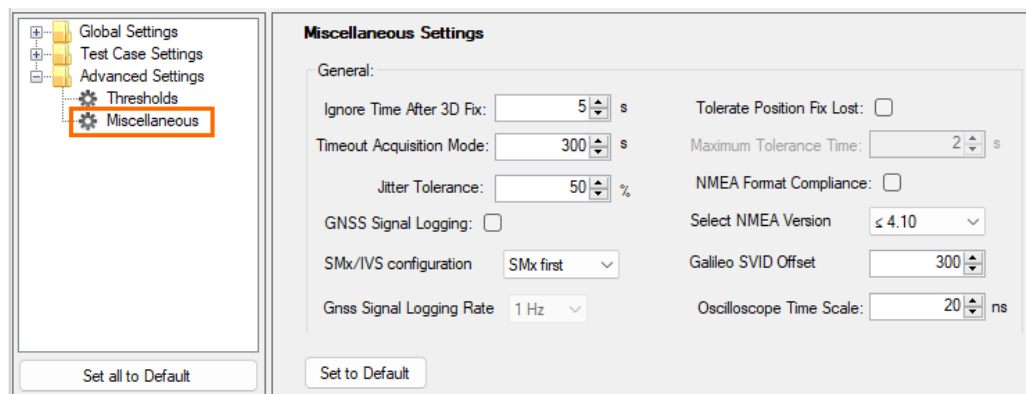 Global Settings
Test Case Settings
Advanced Settings
Thresholds
Miscellaneous
Set all to Default
Miscellaneous Settings
General:
Ignore Time After 3D Fix: 5 s
Timeout Acquisition Mode: 300 s
Jitter Tolerance: 50 %
GNSS Signal Logging:
SMx/IVS configuration SMx first
Gnss Signal Logging Rate 1 Hz
Tolerate Position Fix Lost:
Maximum Tolerance Time: 2 s
NMEA Format Compliance:
Select NMEA Version ≤ 4.10
Galileo SVID Offset 300
Oscilloscope Time Scale: 20 ns
Set to Default